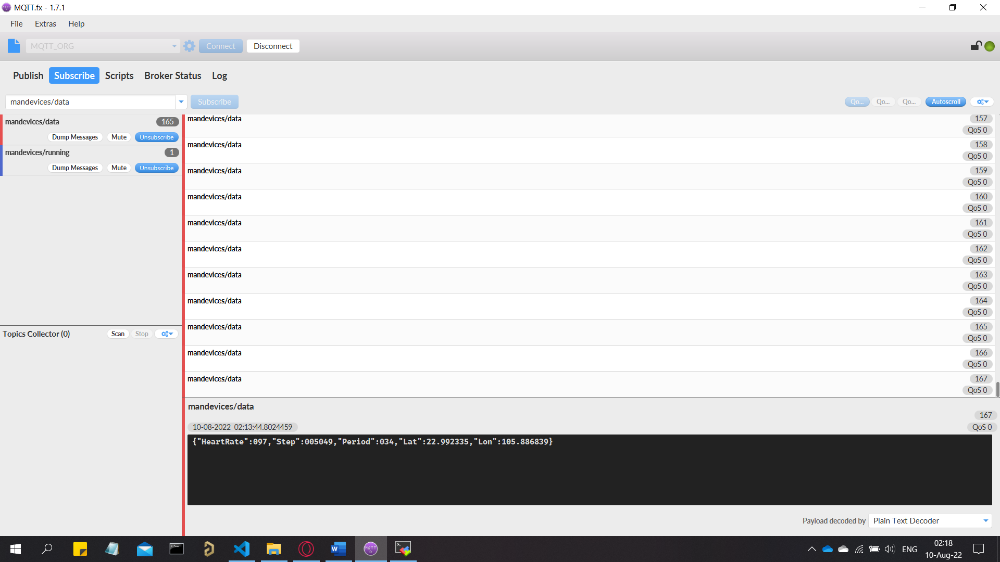 MQTT.fx - 1.7.1
File Extras Help
MQTT_ORG Connect Disconnect
Publish Subscribe Scripts Broker Status Log
mandevices/data Subscribe Qo... Qo... Qo... Autoscroll
mandevices/data 165
Dump Messages Mute Unsubscribe
mandevices/running 1
Dump Messages Mute Unsubscribe
Topics Collector (0) Scan Stop
mandevices/data 157
QoS 0
mandevices/data 158
QoS 0
mandevices/data 159
QoS 0
mandevices/data 160
QoS 0
mandevices/data 161
QoS 0
mandevices/data 162
QoS 0
mandevices/data 163
QoS 0
mandevices/data 164
QoS 0
mandevices/data 165
QoS 0
mandevices/data 166
QoS 0
mandevices/data 167
QoS 0
mandevices/data
167
10-08-2022 02:13:44.8024459 QoS 0
{"HeartRate":097,"Step":005049,"Period":034,"Lat":22.992335,"Lon":105.886839}
Payload decoded by Plain Text Decoder
ENG
02:18
10-Aug-22